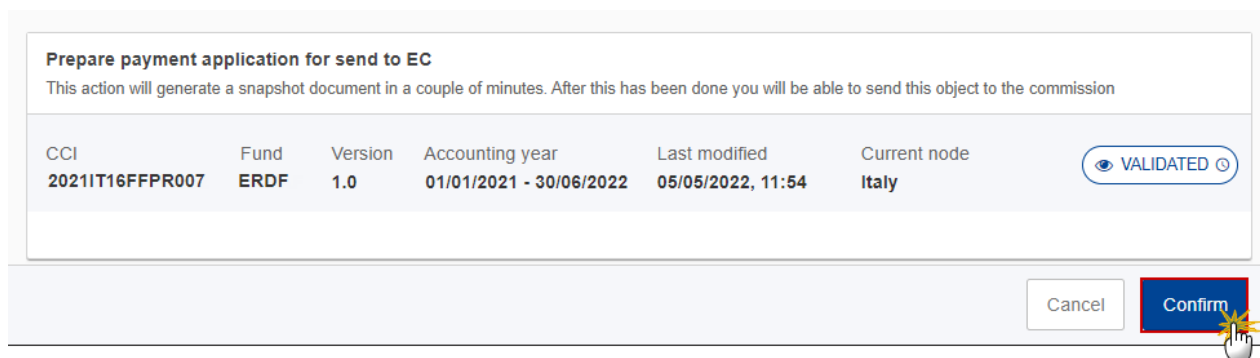 Prepare payment application for send to EC
This action will generate a snapshot document in a couple of minutes. After this has been done you will be able to send this object to the commission
CCI Fund Version Accounting year Last modified Current node
2021IT16FFPR007 ERDF 1.0 01/01/2021 - 30/06/2022 05/05/2022, 11:54 Italy
VALIDATED
Cancel Confirm